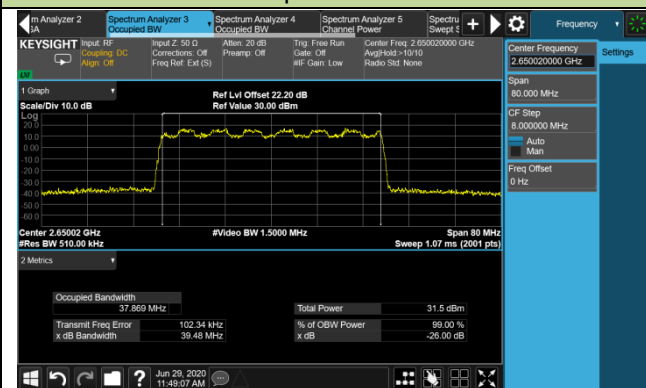 m Analyzer 2
SA
Spectrum Analyzer 3
Occupied BW
Spectrum Analyzer 4
Occupied BW
Spectrum Analyzer 5
Channel Power
Spectru
Swept S
Frequency
KEYSIGHT
Input: RF
Coupling: DC
Align: Off
Input Z: 50 Ω
Corrections: Off
Freq Ref: Ext (S)
Atten: 20 dB
Preamp: Off
Trig: Free Run
Gate: Off
#IF Gain: Low
Center Freq: 2.650020000 GHz
Avg|Hold:>10/10
Radio Std: None
LXI
Center Frequency
2.650020000 GHz
Settings
Span
80.000 MHz
CF Step
8.000000 MHz
Auto
Man
Freq Offset
0 Hz
1 Graph
Scale/Div 10.0 dB
Ref Lvl Offset 22.20 dB
Ref Value 30.00 dBm
Log
20.0
10.0
0.00
-10.0
-20.0
-30.0
-40.0
-50.0
-60.0
Center 2.65002 GHz
#Video BW 1.5000 MHz
Span 80 MHz
#Res BW 510.00 kHz
Sweep 1.07 ms (2001 pts)
2 Metrics
Occupied Bandwidth
37.869 MHz
Total Power
31.5 dBm
Transmit Freq Error
102.34 kHz
% of OBW Power
99.00 %
x dB Bandwidth
39.48 MHz
x dB
-26.00 dB
?
Jun 29, 2020
11:49:07 AM